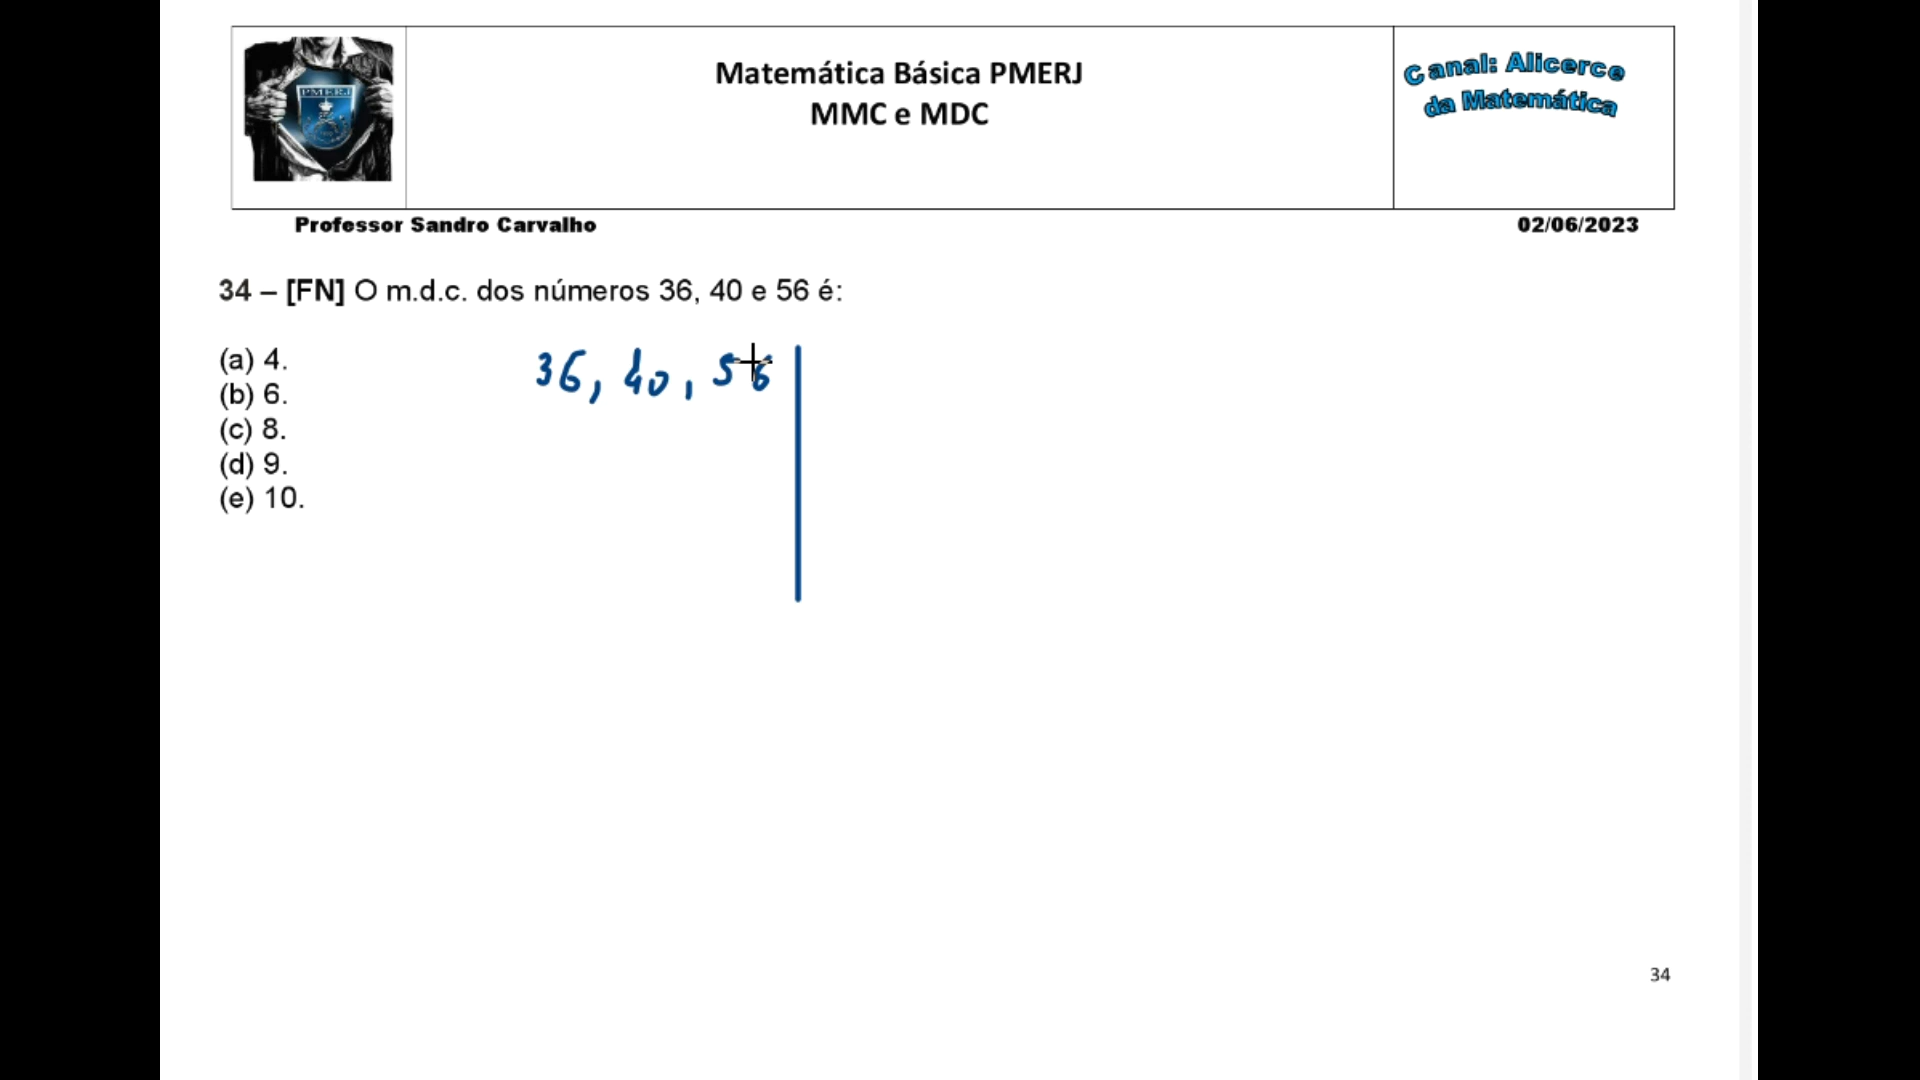 PMERJ
Matemática Básica PMERJ
MMC e MDC
Canal: Alicerce
da Matemática
Professor Sandro Carvalho
02/06/2023
34 – [FN] O m.d.c. dos números 36, 40 e 56 é:
(a) 4.
(b) 6.
(c) 8.
(d) 9.
(e) 10.
36, 40, 56
34